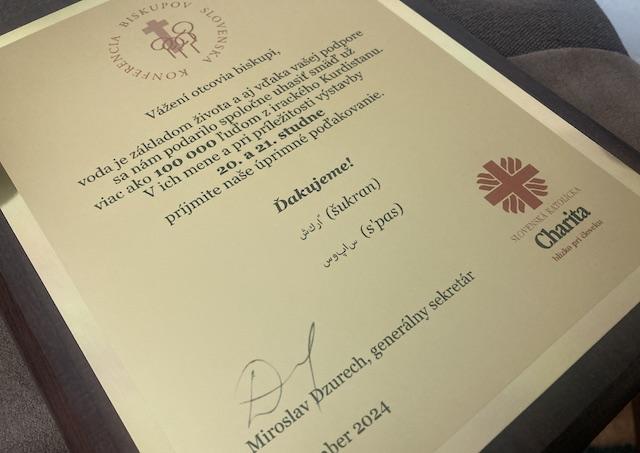 KONFERENCIA BISKUPOV SLOVENSKA
Vážení otcovia biskupi,
voda je základom života a aj vďaka vašej podpore
sa nám podarilo spoločne uhasiť smäd už
viac ako 100 000 ľuďom z irackého Kurdistanu.
V ich mene a pri príležitosti výstavby
20. a 21. studne
príjmite naše úprimné poďakovanie.
Ďakujeme!
(šukran)
(s'pas)
SLOVENSKÁ KATOLÍCKA
Charita
blízko pri človeku
Miroslav Dzurech, generálny sekretár
2024